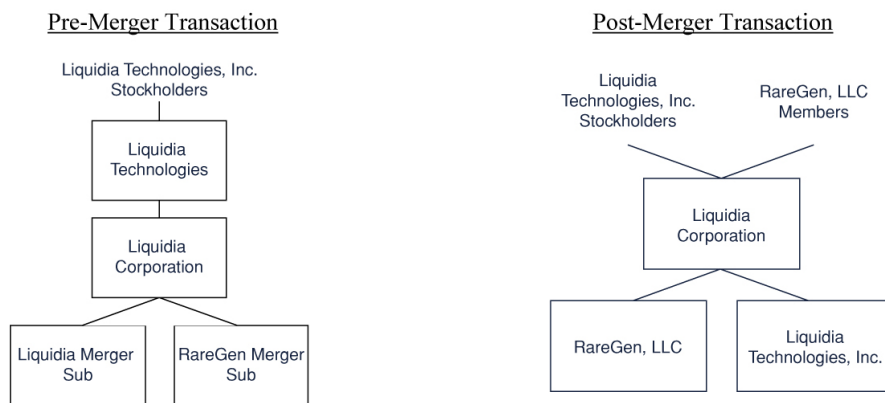 Pre-Merger Transaction
Liquidia Technologies, Inc.
Stockholders
Liquidia
Technologies
Liquidia
Corporation
Liquidia Merger
Sub
RareGen Merger
Sub
Post-Merger Transaction
Liquidia
Technologies, Inc.
Stockholders
RareGen, LLC
Members
Liquidia
Corporation
RareGen, LLC
Liquidia
Technologies, Inc.